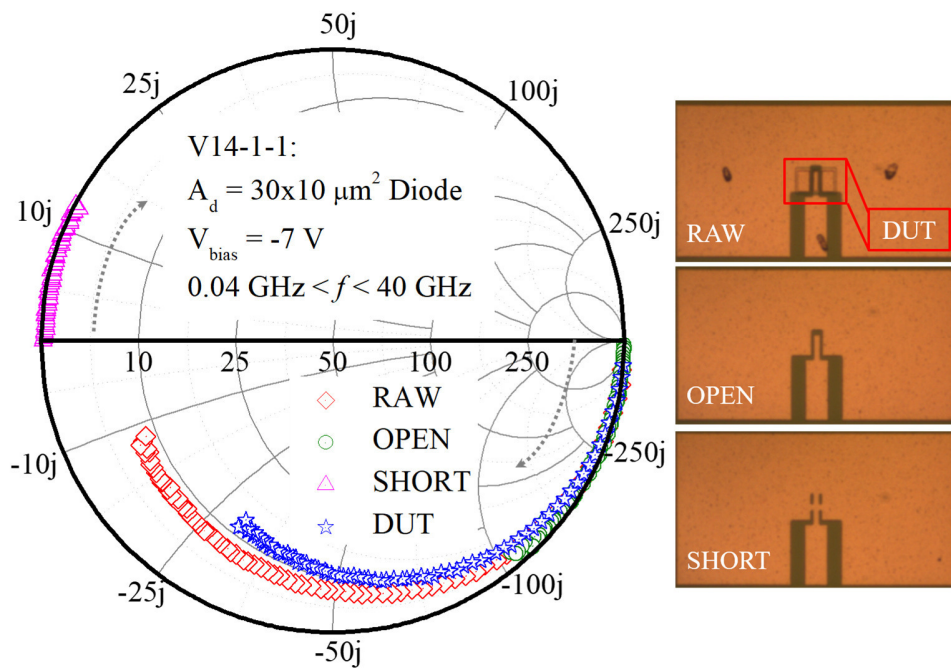 50j
25j
100j
10j
250j
V14-1-1:
A_d = 30x10 μm² Diode
V_bias = -7 V
0.04 GHz < f < 40 GHz
10 25 50 100 250
RAW
OPEN
SHORT
DUT
-10j
-25j
-50j
-100j
-250j
RAW
DUT
OPEN
SHORT